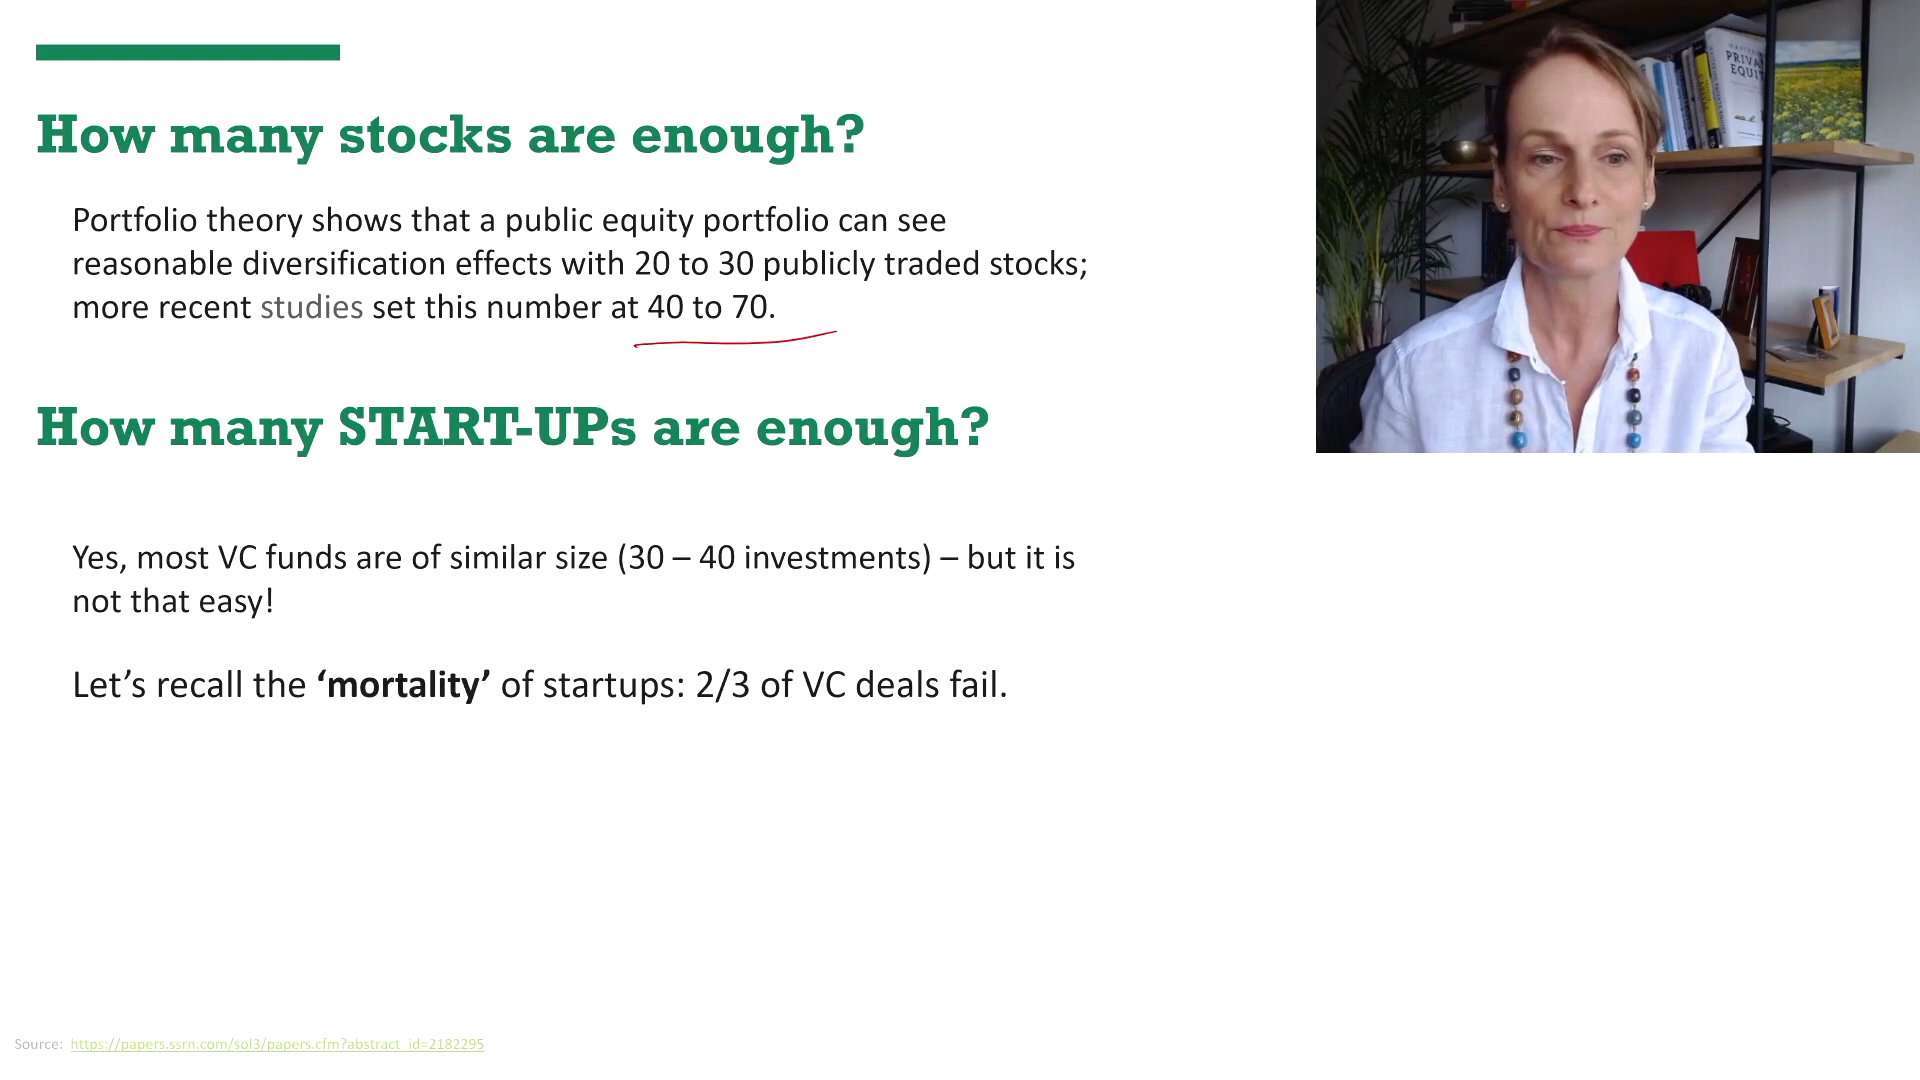 How many stocks are enough?
Portfolio theory shows that a public equity portfolio can see
reasonable diversification effects with 20 to 30 publicly traded stocks;
more recent studies set this number at 40 to 70.
How many START-UPs are enough?
Yes, most VC funds are of similar size (30 – 40 investments) – but it is
not that easy!
Let’s recall the ‘mortality’ of startups: 2/3 of VC deals fail.
Source: https://papers.ssrn.com/sol3/papers.cfm?abstract_id=2182295
PRIVA
EQUI